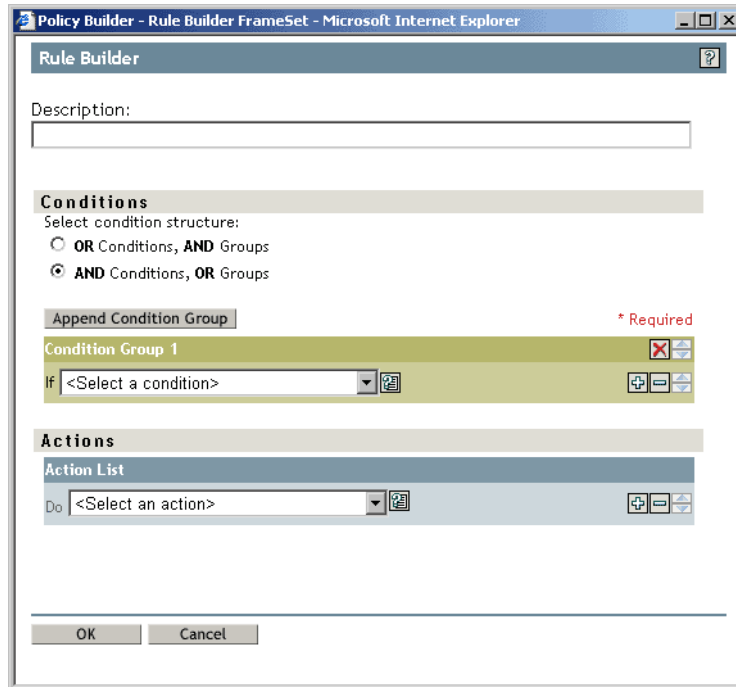 Policy Builder - Rule Builder FrameSet - Microsoft Internet Explorer
Rule Builder
?
Description:
Conditions
Select condition structure:
OR Conditions, AND Groups
AND Conditions, OR Groups
Append Condition Group
* Required
Condition Group 1
If <Select a condition>
Actions
Action List
Do <Select an action>
OK Cancel